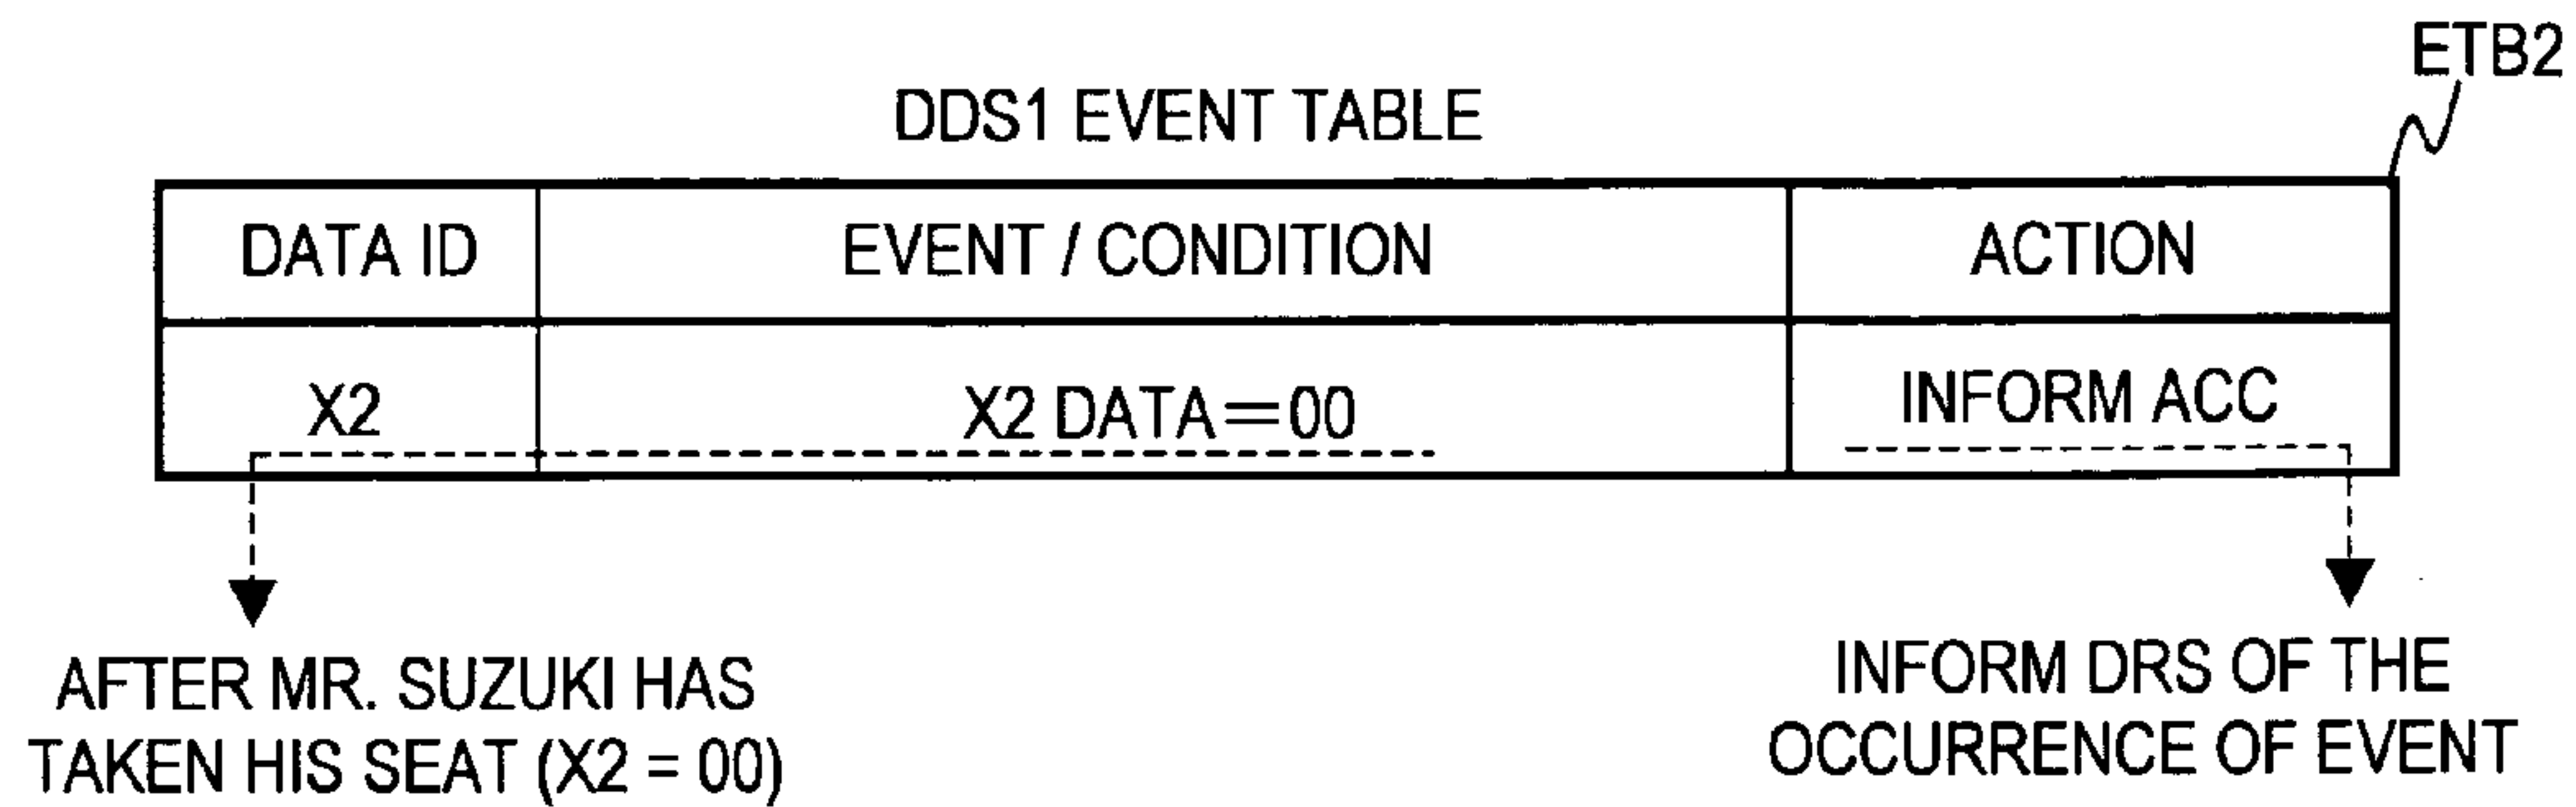 ETB2
DDS1 EVENT TABLE
DATA ID EVENT / CONDITION ACTION
X2 X2 DATA=00 INFORM ACC
AFTER MR. SUZUKI HAS
TAKEN HIS SEAT (X2 = 00)
INFORM DRS OF THE
OCCURRENCE OF EVENT